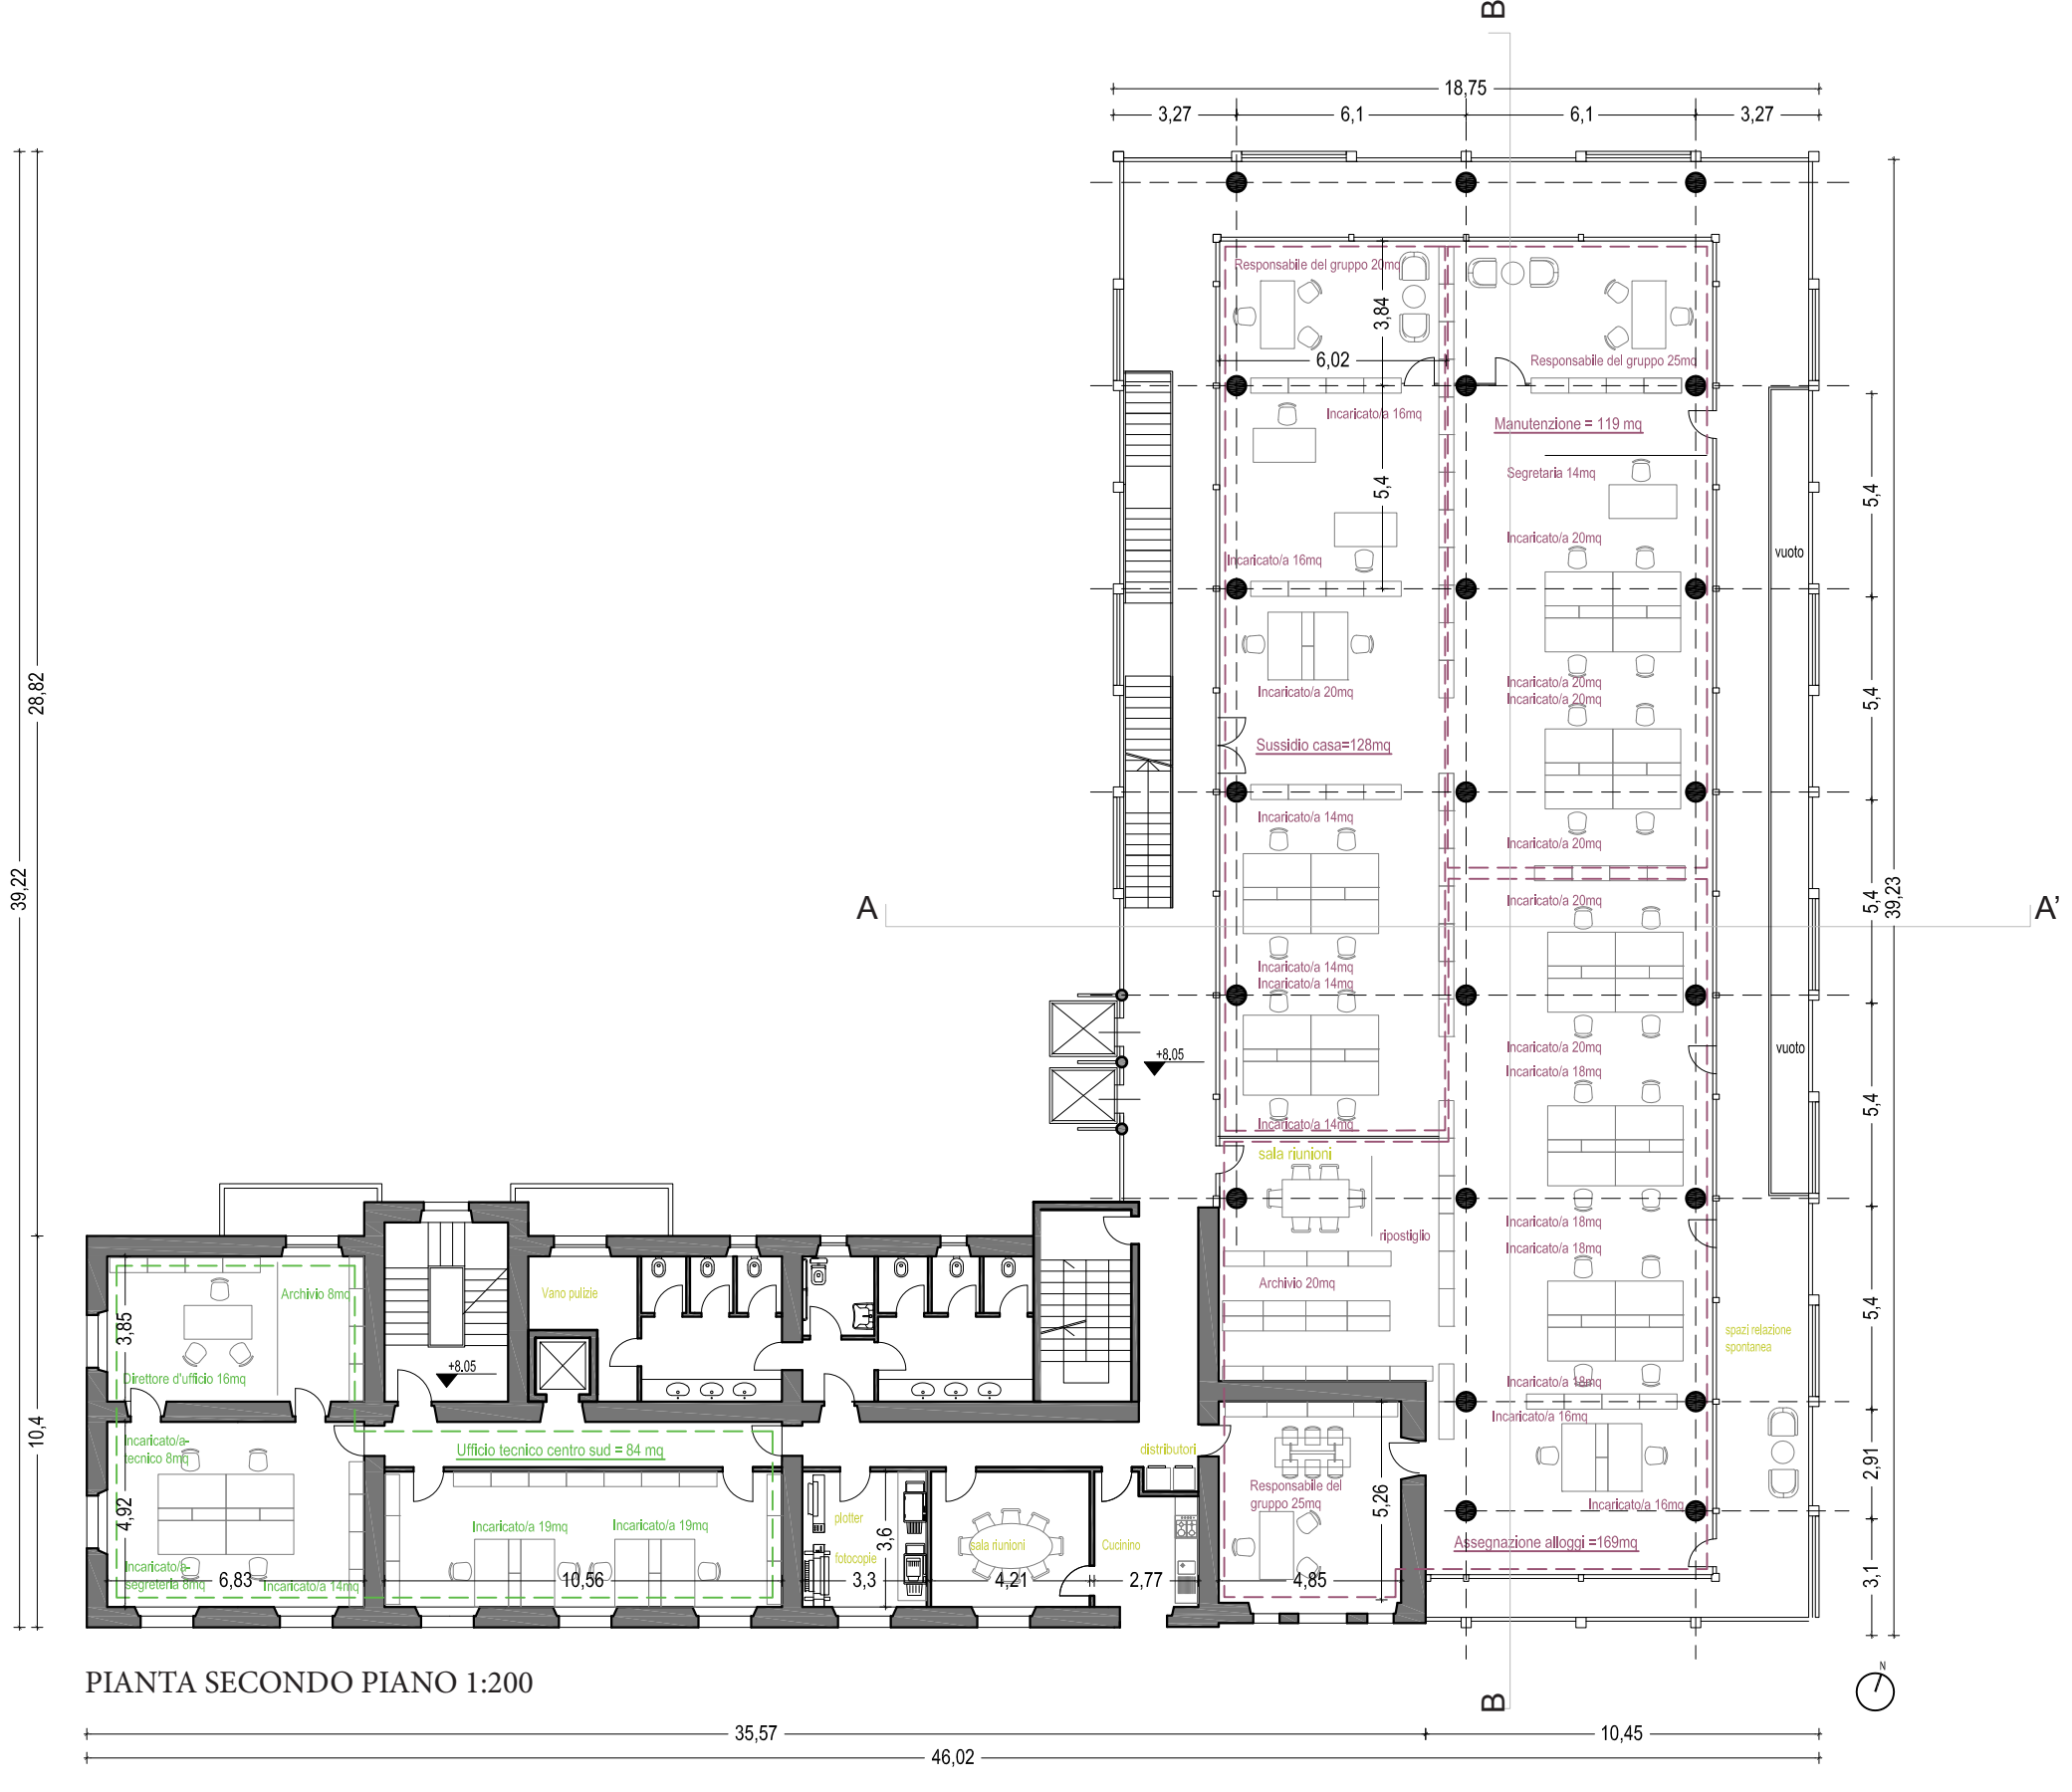 B
18,75
3,27
6,1
6,1
3,27
Responsabile del gruppo 20mq
3,84
6,02
Responsabile del gruppo 25mq
Incaricato/a 16mq
Manutenzione = 119 mq
Segretaria 14mq
5,4
5,4
Incaricato/a 20mq
vuoto
Incaricato/a 16mq
28,82
Incaricato/a 20mq
Incaricato/a 20mq
Incaricato/a 20mq
5,4
Sussidio casa=128mq
Incaricato/a 14mq
Incaricato/a 20mq
39,22
39,23
5,4
A
Incaricato/a 20mq
A’
Incaricato/a 14mq
Incaricato/a 14mq
+8.05
Incaricato/a 20mq
vuoto
Incaricato/a 18mq
5,4
Incaricato/a 14mq
sala riunioni
Incaricato/a 18mq
ripostiglio
Incaricato/a 18mq
Archivio 20mq
5,4
Archivio 8mq
Vano pulizie
3,85
spazi relazione
spontanea
+8.05
Direttore d'ufficio 16mq
Incaricato/a 18mq
Incaricato/a 16mq
10,4
Incaricato/a-
tecnico 8mq
Ufficio tecnico centro sud = 84 mq
distributori
2,91
Responsabile del
gruppo 25mq
5,26
Incaricato/a 16mq
4,92
Incaricato/a 19mq
Incaricato/a 19mq
plotter
3,6
fotocopie
sala riunioni
Cucinino
Assegnazione alloggi =169mq
Incaricato/a-
segreteria 8mq
Incaricato/a 14mq
6,83
10,56
3,3
4,21
2,77
4,85
3,1
PIANTA SECONDO PIANO 1:200
N
B
35,57
10,45
46,02